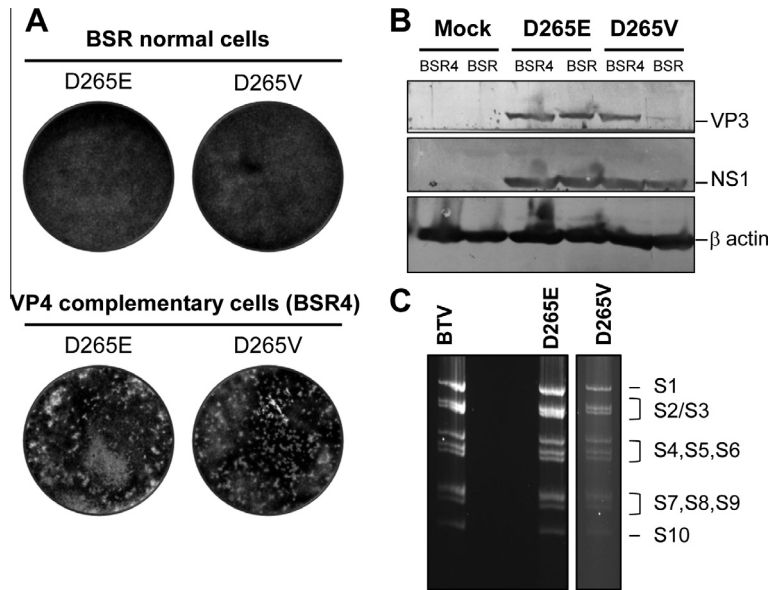 A
BSR normal cells
D265E D265V
VP4 complementary cells (BSR4)
D265E D265V
B
Mock D265E D265V
BSR4 BSR BSR4 BSR BSR4 BSR
VP3
NS1
β actin
C
BTV D265E D265V
S1
S2/S3
S4,S5,S6
S7,S8,S9
S10